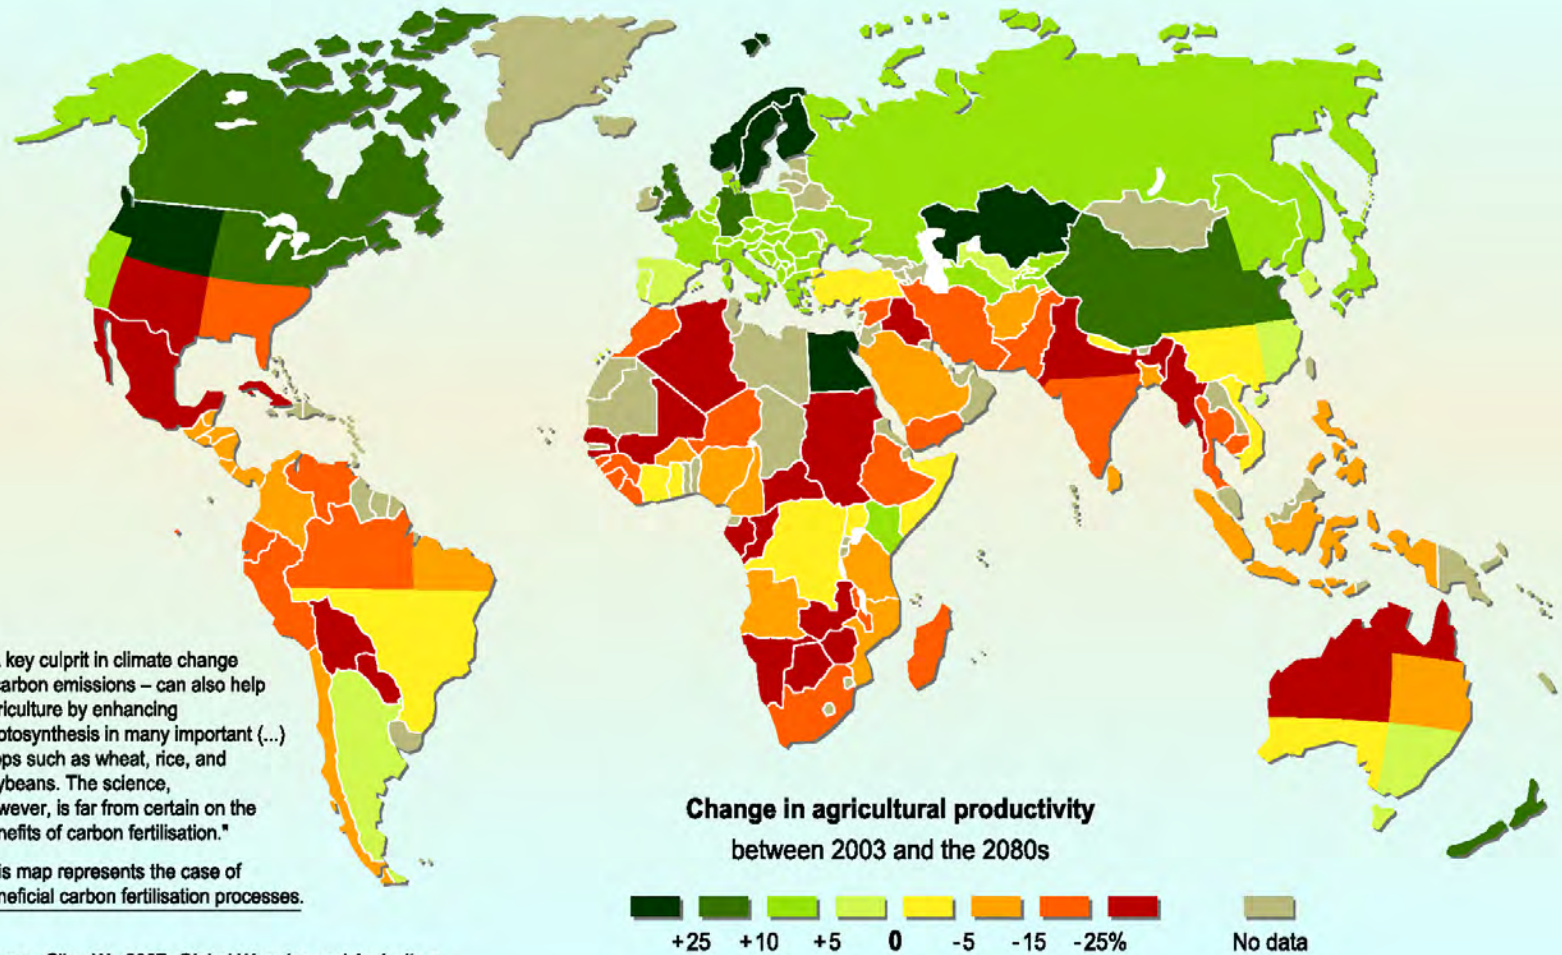 key culprit in climate change
carbon emissions – can also help
riculture by enhancing
otosynthesis in many important (...)
ps such as wheat, rice, and
ybeans. The science,
wever, is far from certain on the
nefits of carbon fertilisation."
is map represents the case of
neficial carbon fertilisation processes.
Change in agricultural productivity
between 2003 and the 2080s
+25 +10 +5 0 -5 -15 -25%
No data